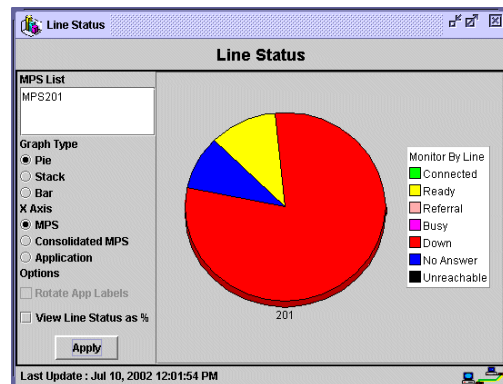 Line Status
Line Status
MPS List
MPS201
Graph Type
Pie
Stack
Bar
X Axis
MPS
Consolidated MPS
Application
Options
Rotate App Labels
View Line Status as %
Apply
201
Monitor By Line
Connected
Ready
Referral
Busy
Down
No Answer
Unreachable
Last Update : Jul 10, 2002 12:01:54 PM